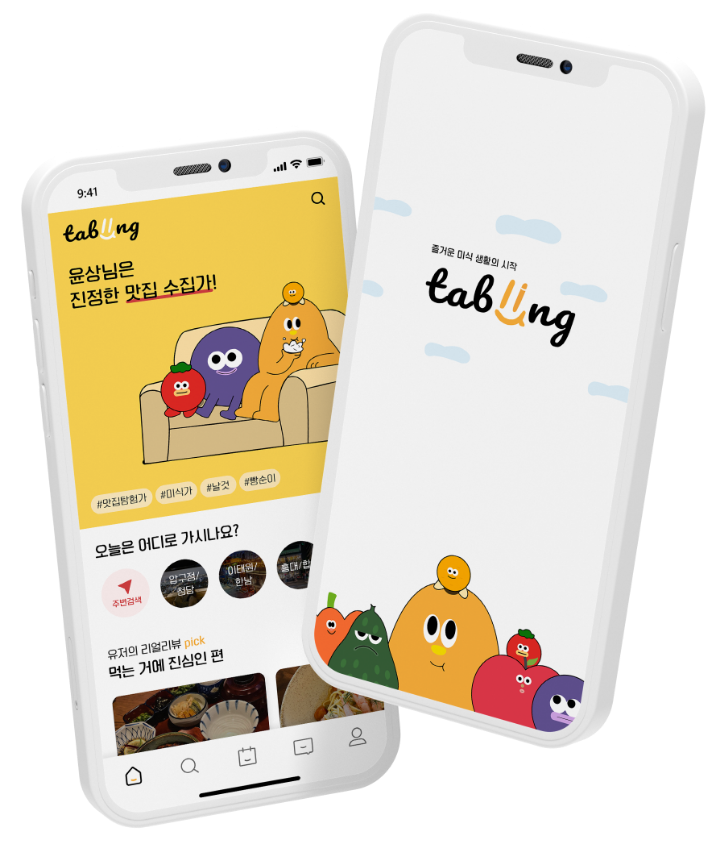 9:41
tabling
윤상님은
진정한 맛집 수집가!
#맛집탐험가 #미식가 #날것 #빵순이
오늘은 어디로 가시나요?
주변검색
압구정/
청담
이태원/
한남
홍대/합
유저의 리얼리뷰 pick
먹는 거에 진심인 편
즐거운 미식 생활의 시작
tabling